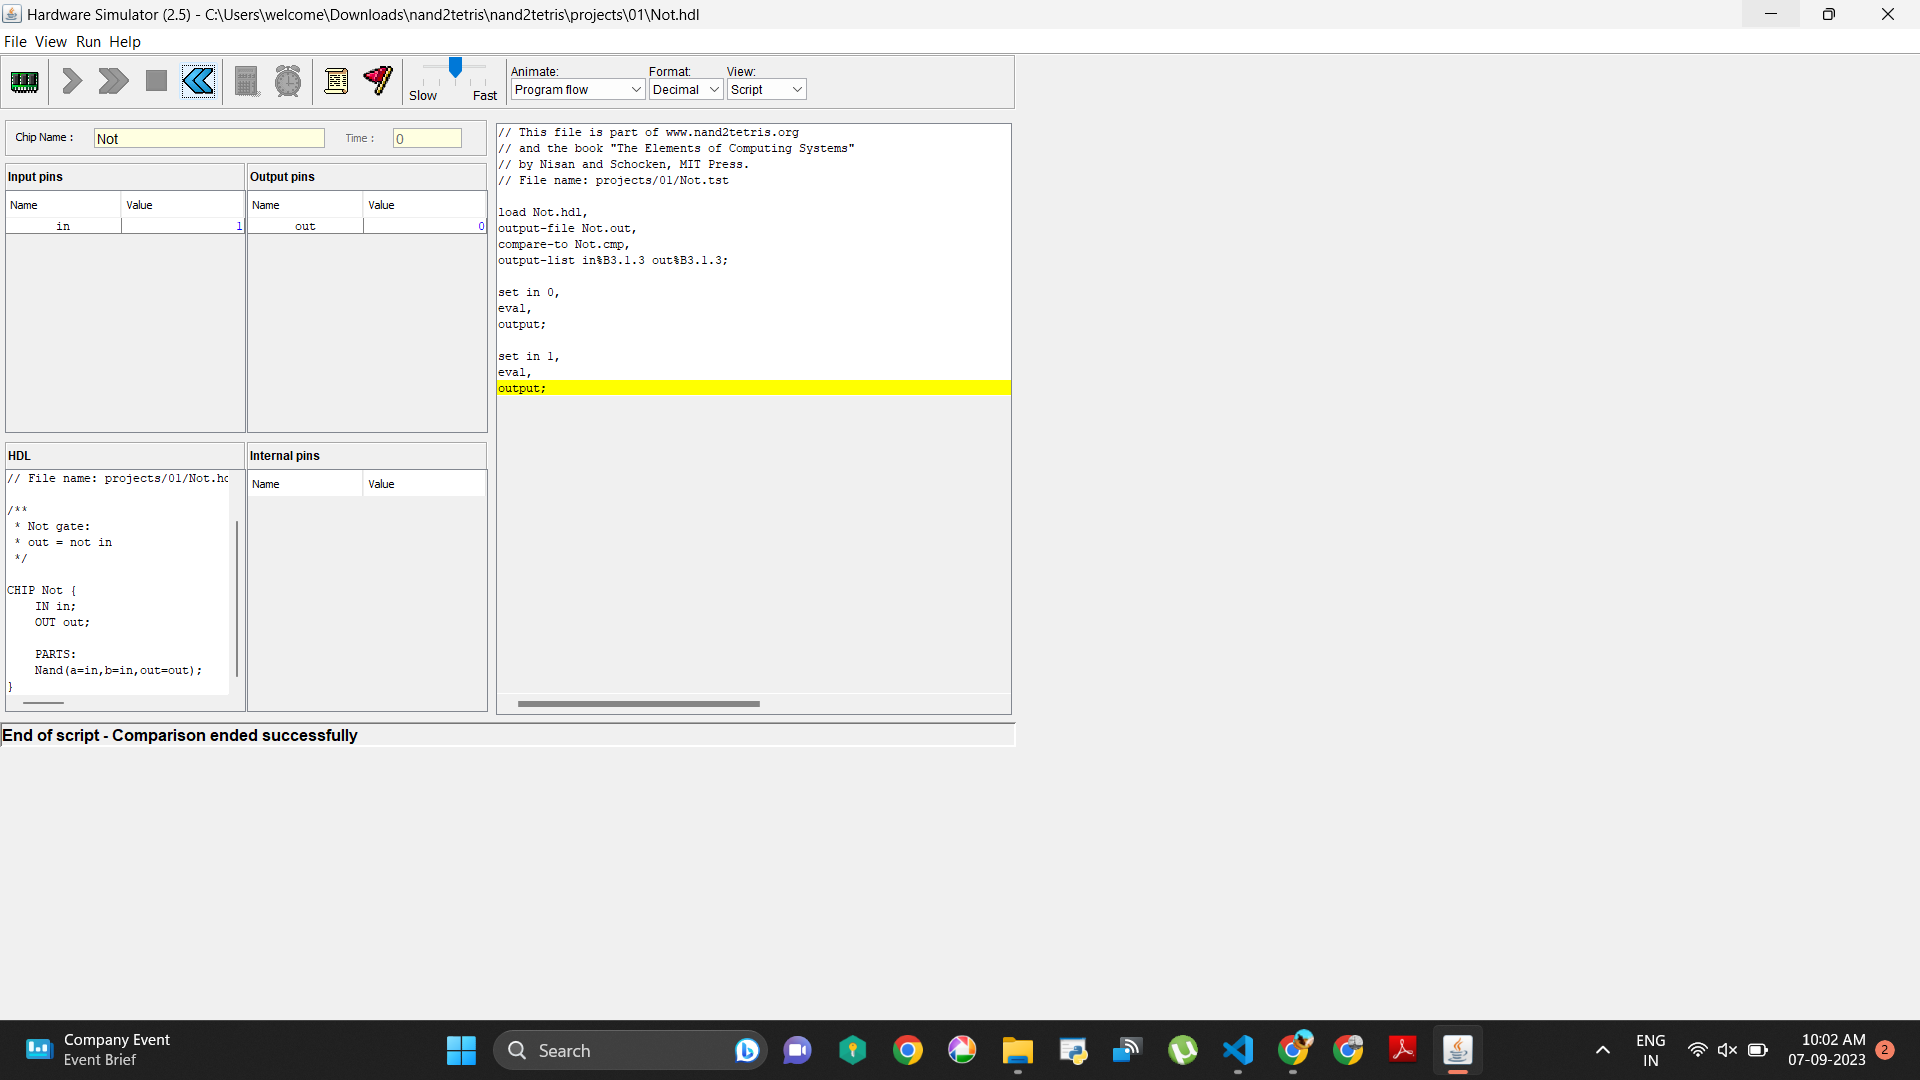 Hardware Simulator (2.5) - C:\Users\welcome\Downloads\nand2tetris\nand2tetris\projects\01\Not.hdl
File View Run Help
Slow Fast
Animate: Format: View:
Program flow Decimal Script
Chip Name : Not Time : 0
Input pins Output pins
Name Value Name Value
in 1 out 0
// This file is part of www.nand2tetris.org
// and the book "The Elements of Computing Systems"
// by Nisan and Schocken, MIT Press.
// File name: projects/01/Not.tst
load Not.hdl,
output-file Not.out,
compare-to Not.cmp,
output-list in%B3.1.3 out%B3.1.3;
set in 0,
eval,
output;
set in 1,
eval,
output;
HDL Internal pins
Name Value
// File name: projects/01/Not.hd
/**
* Not gate:
* out = not in
*/
CHIP Not {
IN in;
OUT out;
PARTS:
Nand(a=in,b=in,out=out);
}
End of script - Comparison ended successfully
Company Event
Event Brief
Search
ENG
IN
10:02 AM
07-09-2023
2